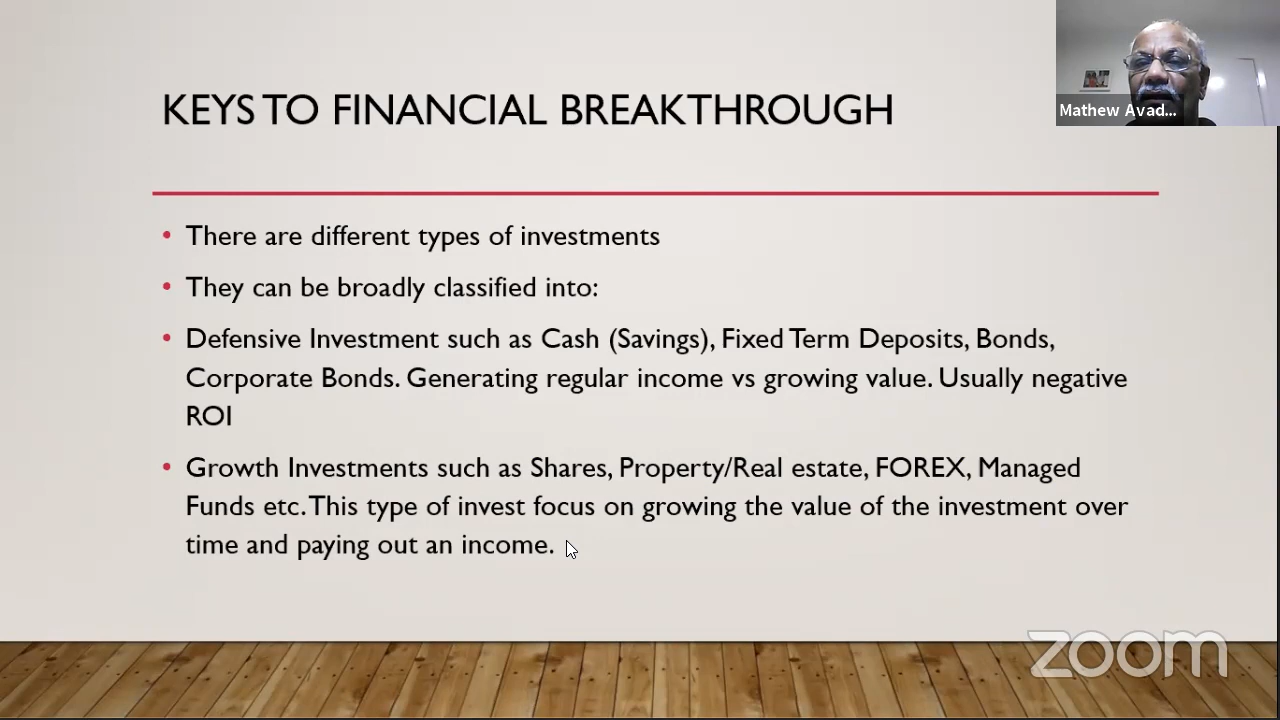 KEYS TO FINANCIAL BREAKTHROUGH
Mathew Avad...
• There are different types of investments
• They can be broadly classified into:
• Defensive Investment such as Cash (Savings), Fixed Term Deposits, Bonds,
Corporate Bonds. Generating regular income vs growing value. Usually negative
ROI
• Growth Investments such as Shares, Property/Real estate, FOREX, Managed
Funds etc. This type of invest focus on growing the value of the investment over
time and paying out an income.
zoom